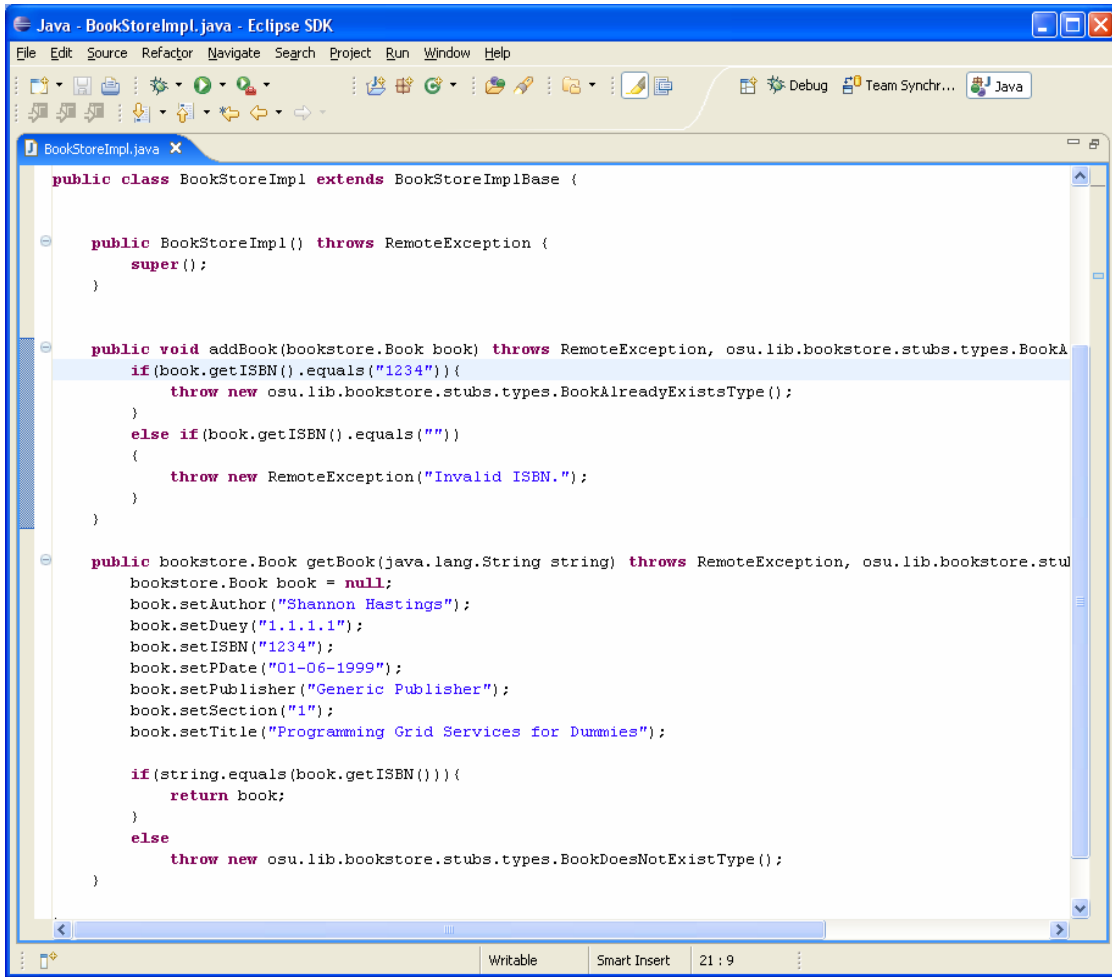 Java - BookStoreImpl.java - Eclipse SDK
File Edit Source Refactor Navigate Search Project Run Window Help
Debug Team Synchr... Java
BookStoreImpl.java
public class BookStoreImpl extends BookStoreImplBase {
public BookStoreImpl() throws RemoteException {
super();
}
public void addBook(bookstore.Book book) throws RemoteException, osu.lib.bookstore.stubs.types.BookA
if(book.getISBN().equals("1234")){
throw new osu.lib.bookstore.stubs.types.BookAlreadyExistsType();
}
else if(book.getISBN().equals(""))
{
throw new RemoteException("Invalid ISBN.");
}
}
public bookstore.Book getBook(java.lang.String string) throws RemoteException, osu.lib.bookstore.stu
bookstore.Book book = null;
book.setAuthor("Shannon Hastings");
book.setDuey("1.1.1.1");
book.setISBN("1234");
book.setPDate("01-06-1999");
book.setPublisher("Generic Publisher");
book.setSection("1");
book.setTitle("Programming Grid Services for Dummies");
if(string.equals(book.getISBN())){
return book;
}
else
throw new osu.lib.bookstore.stubs.types.BookDoesNotExistType();
}
Writable Smart Insert 21 : 9